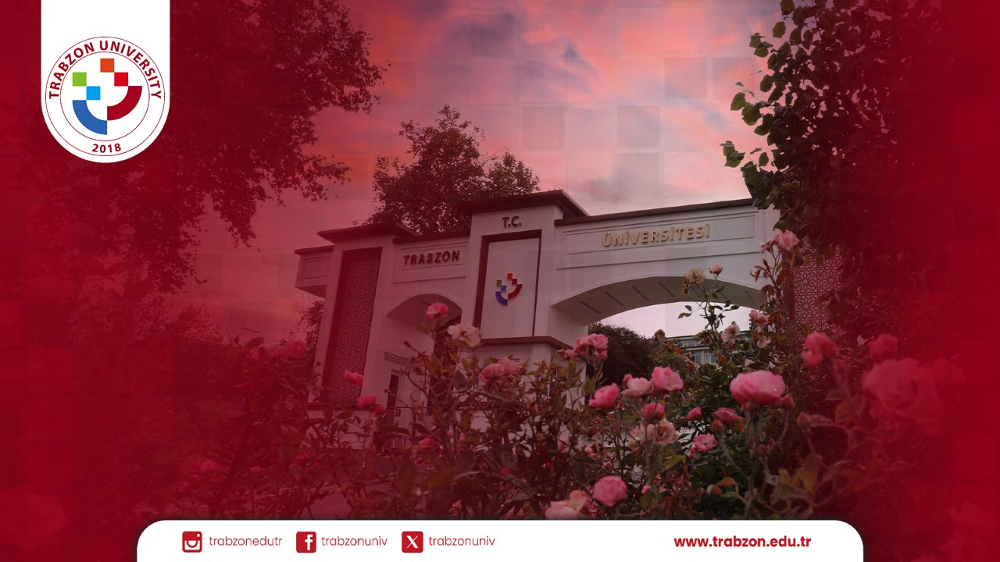 TRABZON UNIVERSITY
2018
T.C.
TRABZON
ÜNİVERSİTESİ
trabzonedutr
trabzonuniv
trabzonuniv
www.trabzon.edu.tr